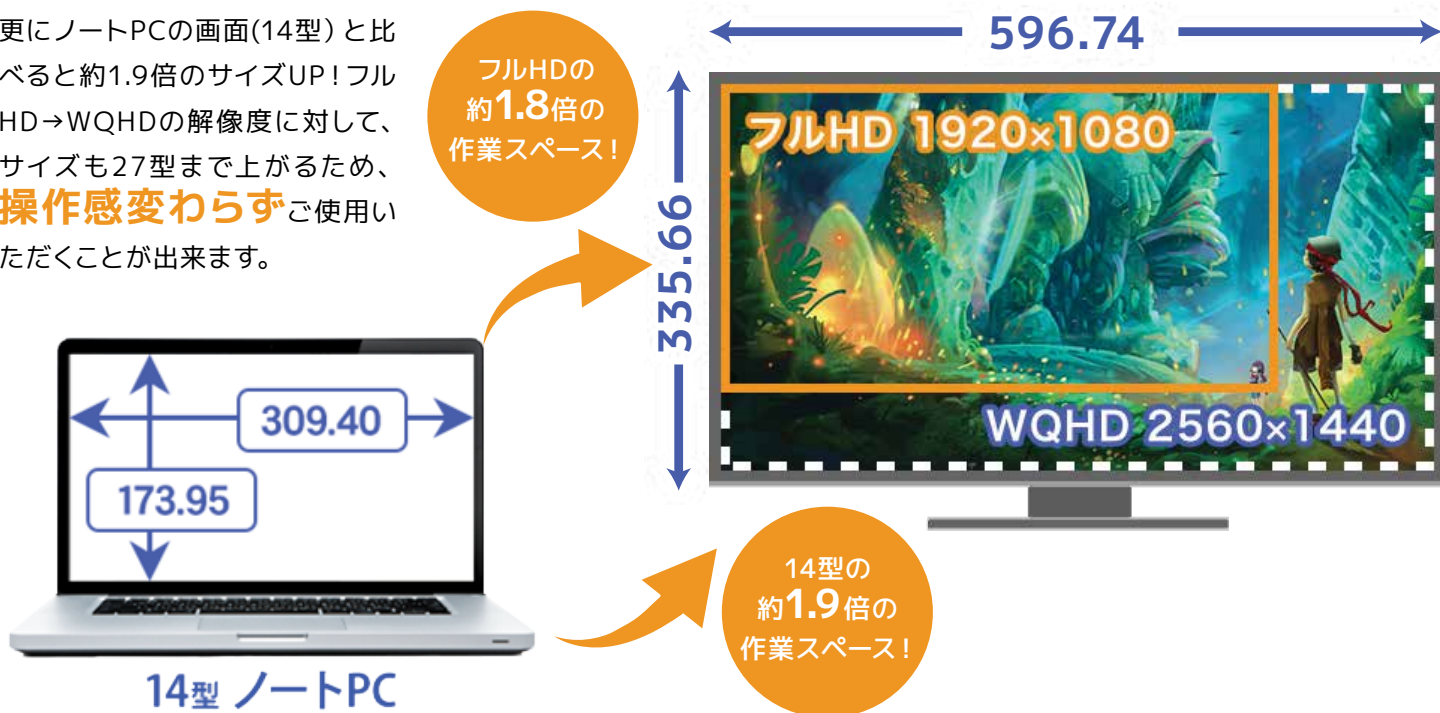 更にノートPCの画面(14型)と比
べると約1.9倍のサイズUP!フル
HD→WQHDの解像度に対して、
サイズも27型まで上がるため、
操作感変わらずご使用い
ただくことが出来ます。
フルHDの
約1.8倍の
作業スペース!
596.74
335.66
フルHD 1920×1080
WQHD 2560×1440
309.40
173.95
14型 ノートPC
14型の
約1.9倍の
作業スペース!